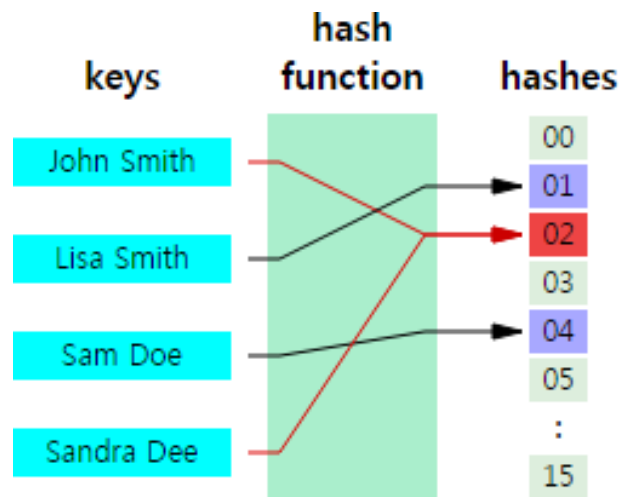 hash
keys function hashes
John Smith
Lisa Smith
Sam Doe
Sandra Dee
00
01
02
03
04
05
:
15